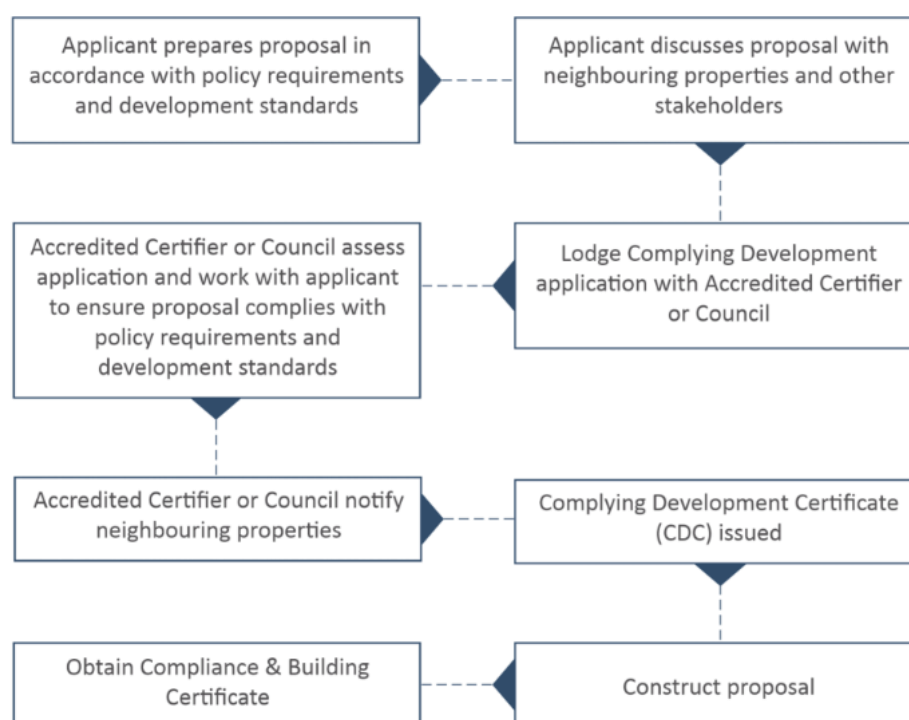 Applicant prepares proposal in
accordance with policy requirements
and development standards
Applicant discusses proposal with
neighbouring properties and other
stakeholders
Lodge Complying Development
application with Accredited Certifier
or Council
Accredited Certifier or Council assess
application and work with applicant
to ensure proposal complies with
policy requirements and
development standards
Accredited Certifier or Council notify
neighbouring properties
Complying Development Certificate
(CDC) issued
Construct proposal
Obtain Compliance & Building
Certificate